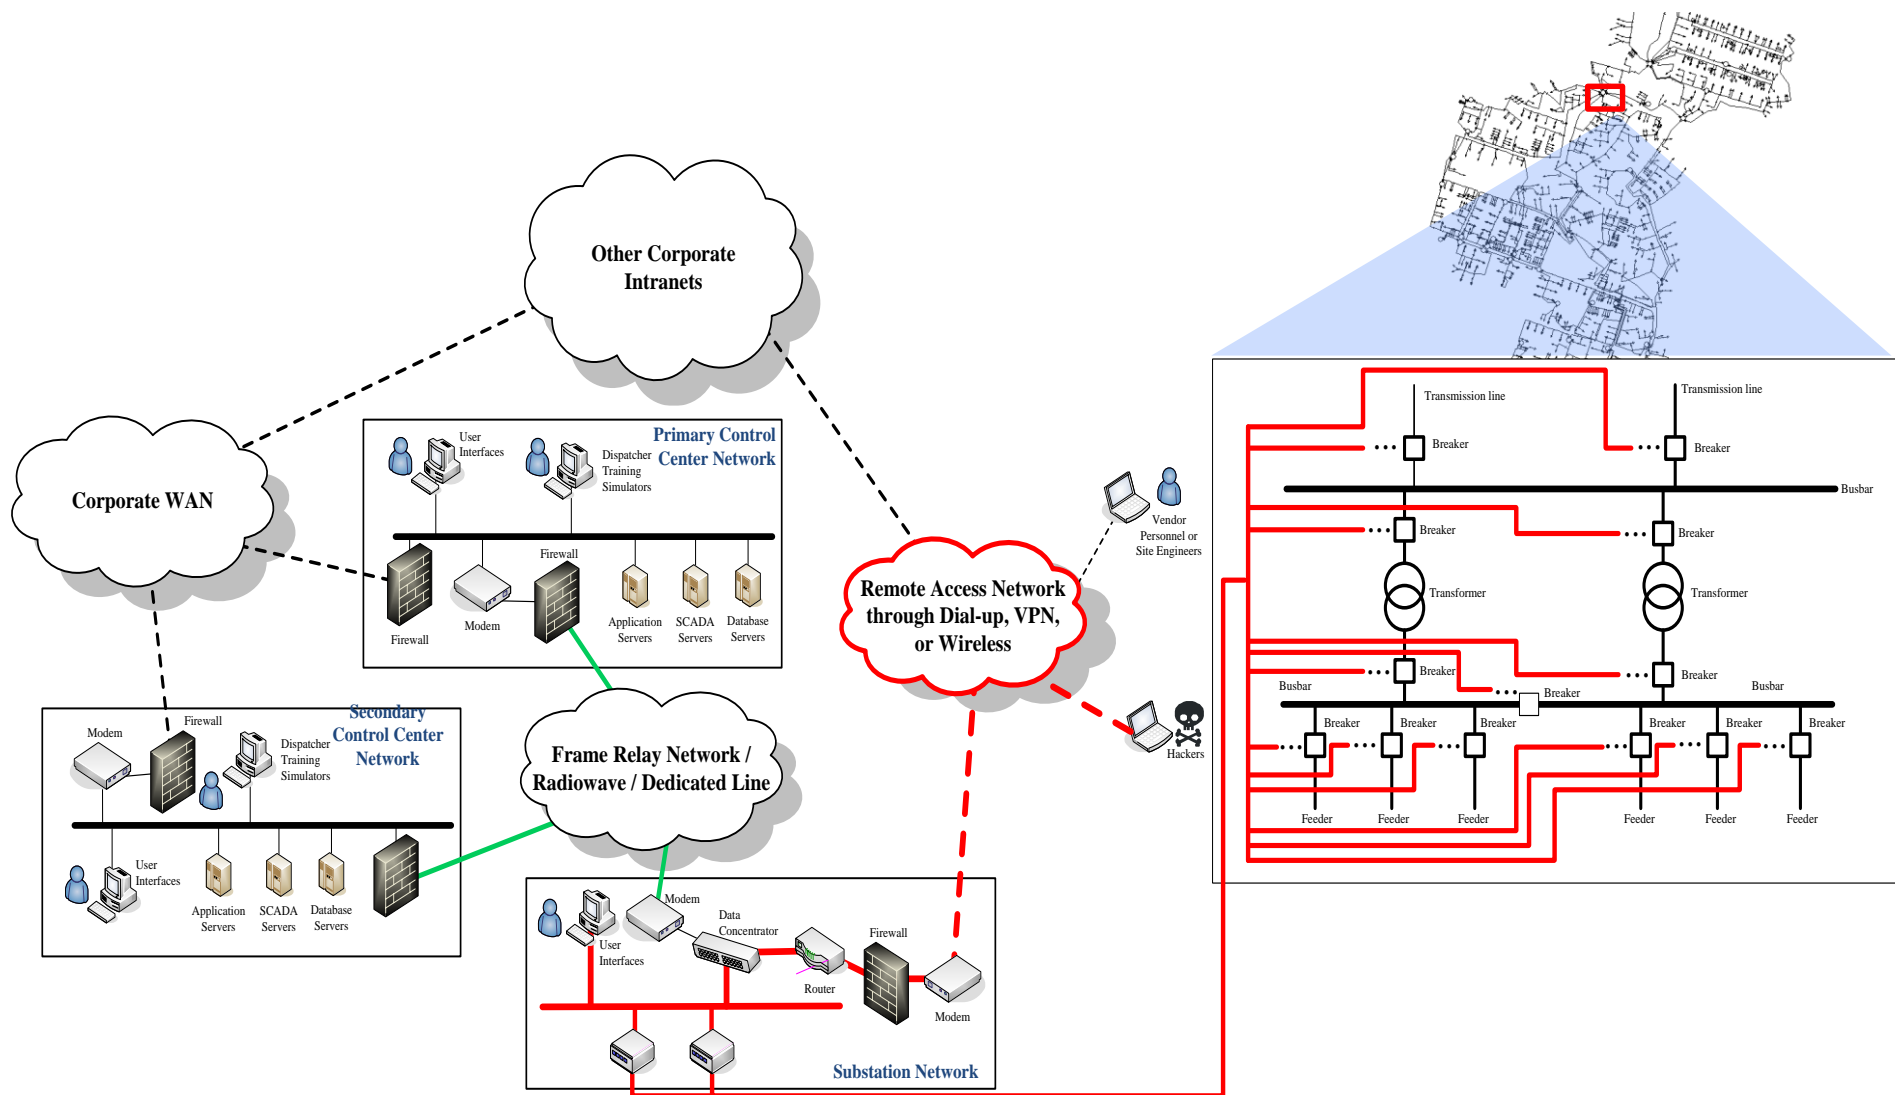 Other Corporate
Intranets
Corporate WAN
Primary Control
Center Network
User
Interfaces
Dispatcher
Training
Simulators
Firewall
Modem
Firewall
Application
Servers
SCADA
Servers
Database
Servers
Secondary
Control Center
Network
Modem
Firewall
Dispatcher
Training
Simulators
User
Interfaces
Application
Servers
SCADA
Servers
Database
Servers
Frame Relay Network /
Radiowave / Dedicated Line
Remote Access Network
through Dial-up, VPN,
or Wireless
Vendor
Personnel or
Site Engineers
Hackers
Modem
Data
Concentrator
User
Interfaces
Router
Firewall
Modem
Substation Network
Transmission line
Transmission line
Breaker
Breaker
Busbar
Breaker
Breaker
Transformer
Transformer
Breaker
Breaker
Busbar
Breaker
Busbar
Breaker
Breaker
Breaker
Breaker
Breaker
Breaker
Feeder
Feeder
Feeder
Feeder
Feeder
Feeder